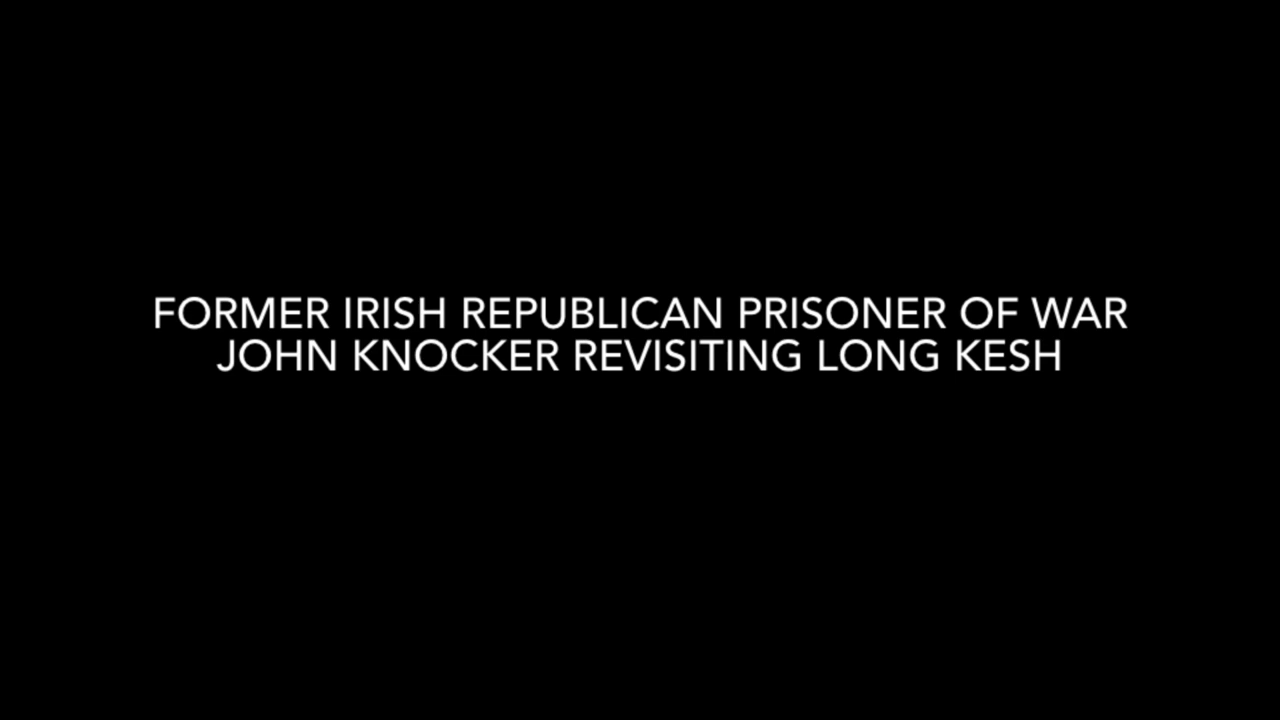 FORMER IRISH REPUBLICAN PRISONER OF WAR
JOHN KNOCKER REVISITING LONG KESH